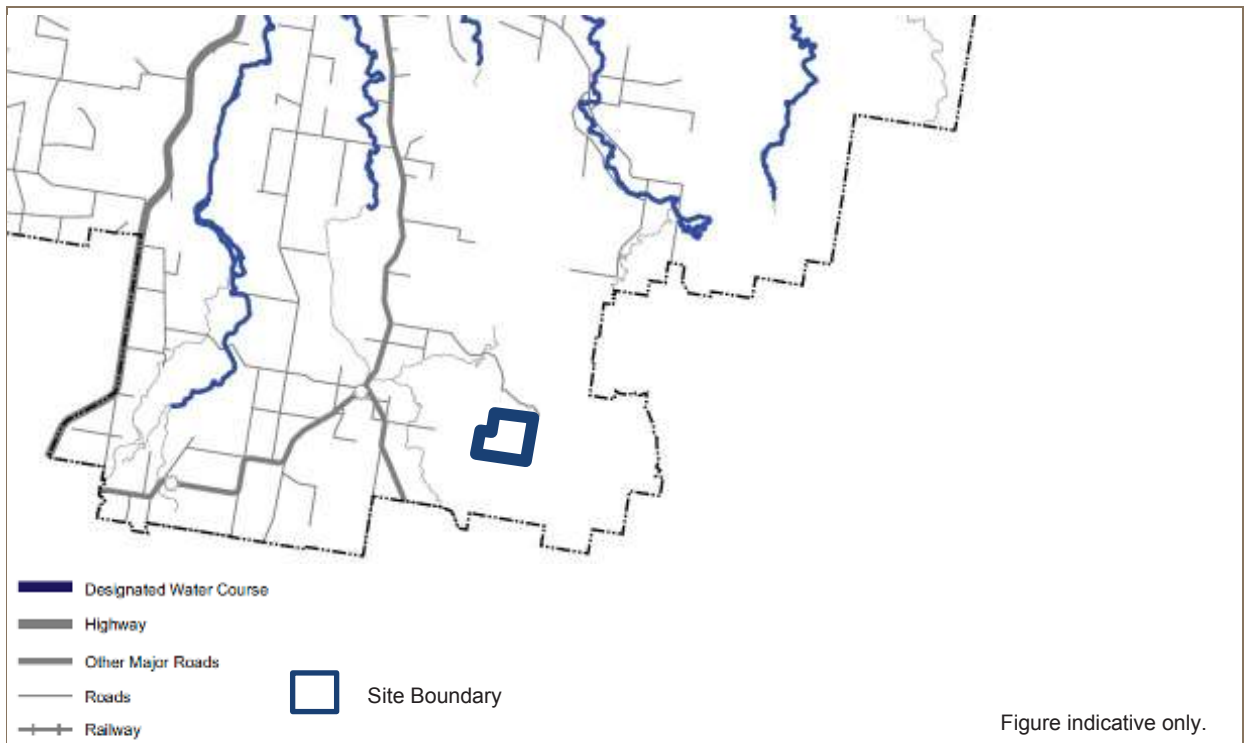 Designated Water Course
Highway
Other Major Roads
Roads
Railway
Site Boundary
Figure indicative only.